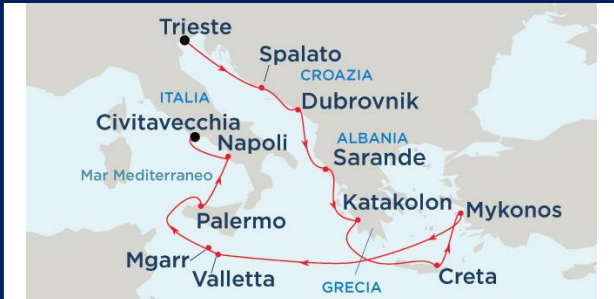 Trieste
Spalato
CROAZIA
ITALIA
Dubrovnik
Civitavecchia
Napoli
ALBANIA
Sarande
Mar Mediterraneo
Katakolon
Mykonos
Palermo
Mgarr
Valletta
GRECIA
Creta